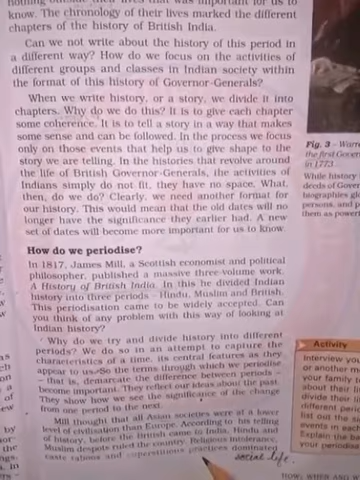 know. The chronology of their lives marked the different
chapters of the history of British India.
Can we not write about the history of this period in
a different way? How do we focus on the activities of
different groups and classes in Indian society within
the format of this history of Governor-Generals?
When we write history, or a story, we divide it into
chapters. Why do we do this? It is to give each chapter
some coherence. It is to tell a story in a way that makes
some sense and can be followed. In the process we focus
only on those events that help us to give shape to the
story we are telling. In the histories that revolve around
the life of British Governor-Generals, the activities of
Indians simply do not fit, they have no space. What,
then, do we do? Clearly, we need another format for
our history. This would mean that the old dates will no
longer have the significance they earlier had. A new
set of dates will become more important for us to know.
How do we periodise?
In 1817, James Mill, a Scottish economist and political
philosopher, published a massive three-volume work,
A History of British India. In this he divided Indian
history into three periods – Hindu, Muslim and British.
This periodisation came to be widely accepted. Can
you think of any problem with this way of looking at
Indian history?
Why do we try and divide history into different
periods? We do so in an attempt to capture the
characteristics of a time, its central features as they
appear to us. So the terms through which we periodise
– that is, demarcate the difference between periods –
become important. They reflect our ideas about the past.
They show how we see the significance of the change
from one period to the next.
Mill thought that all Asian societies were at a lower
level of civilisation than Europe. According to his telling
of history, before the British came to India, Hindu and
Muslim despots ruled the country. Religious intolerance,
caste taboos and superstitious practices dominated
social life.
Fig. 3 –
the first
in 1773
While history
deeds of
biographies
persons, and
them as
Activity
Interview
or another
your family
about their
divide their
different
list out the
events in each
Explain the
your
HOW, WHEN AND